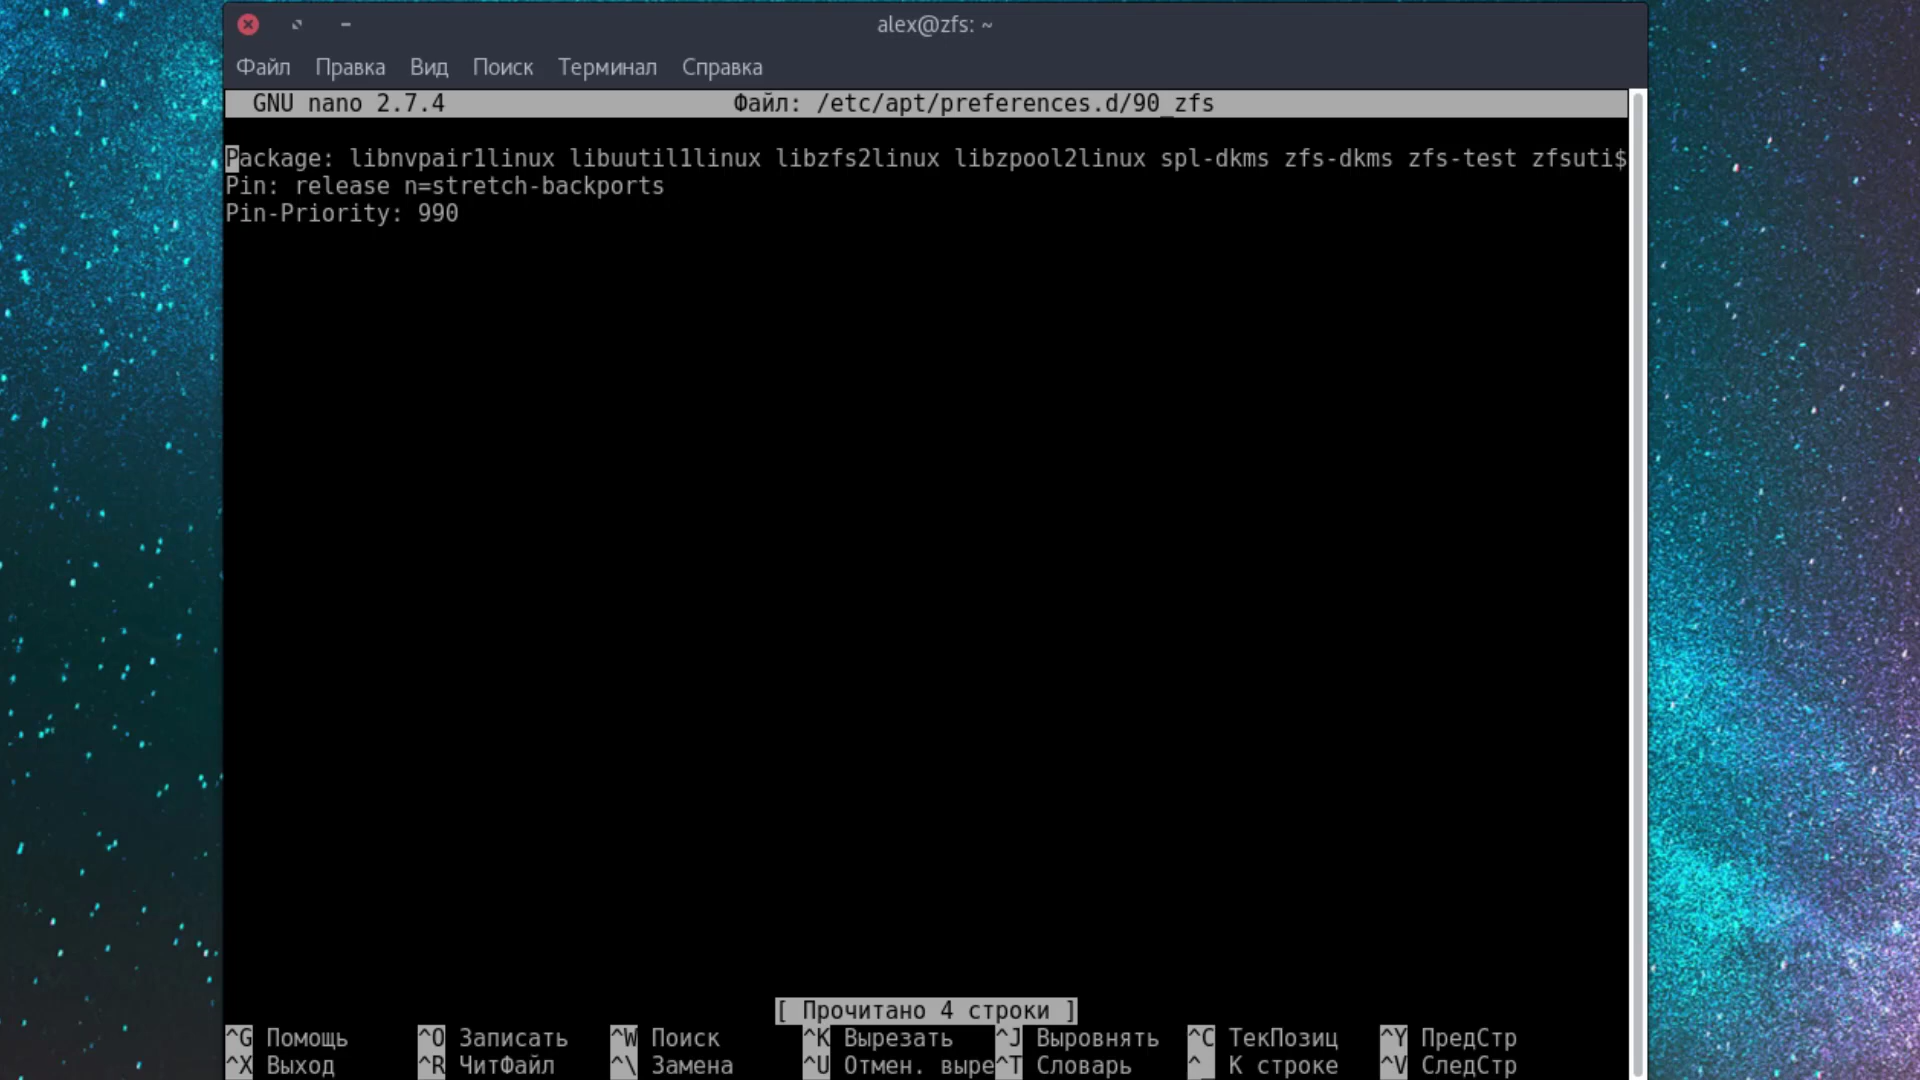 alex@zfs: ~
Файл Правка Вид Поиск Терминал Справка
GNU nano 2.7.4 Файл: /etc/apt/preferences.d/90_zfs
Package: libnvpair1linux libuutil1linux libzfs2linux libzpool2linux spl-dkms zfs-dkms zfs-test zfsuti$
Pin: release n=stretch-backports
Pin-Priority: 990
[ Прочитано 4 строки ]
^G Помощь ^O Записать ^W Поиск ^K Вырезать ^J Выровнять ^C ТекПозиц ^Y ПредСтр
^X Выход ^R ЧитФайл ^\ Замена ^U Отмен. выре^T Словарь ^_ К строке ^V СледСтр